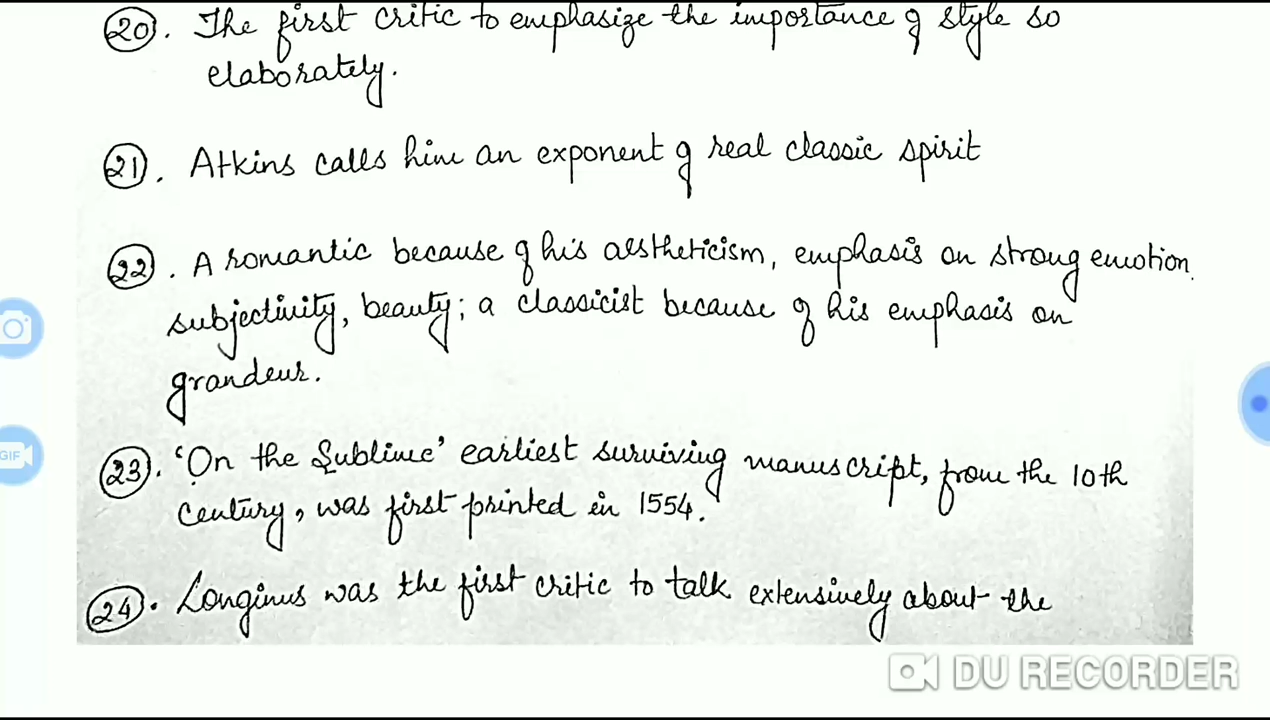 20. The first critic to emphasize the importance of style so
elaborately.
21. Atkins calls him an exponent of real classic spirit
22. A romantic because of his aestheticism, emphasis on strong emotion
subjectivity, beauty; a classicist because of his emphasis on
grandeur.
23. 'On the Sublime' earliest surviving manuscript, from the 10th
century, was first printed in 1554.
24. Longinus was the first critic to talk extensively about the
GIF
DU RECORDER